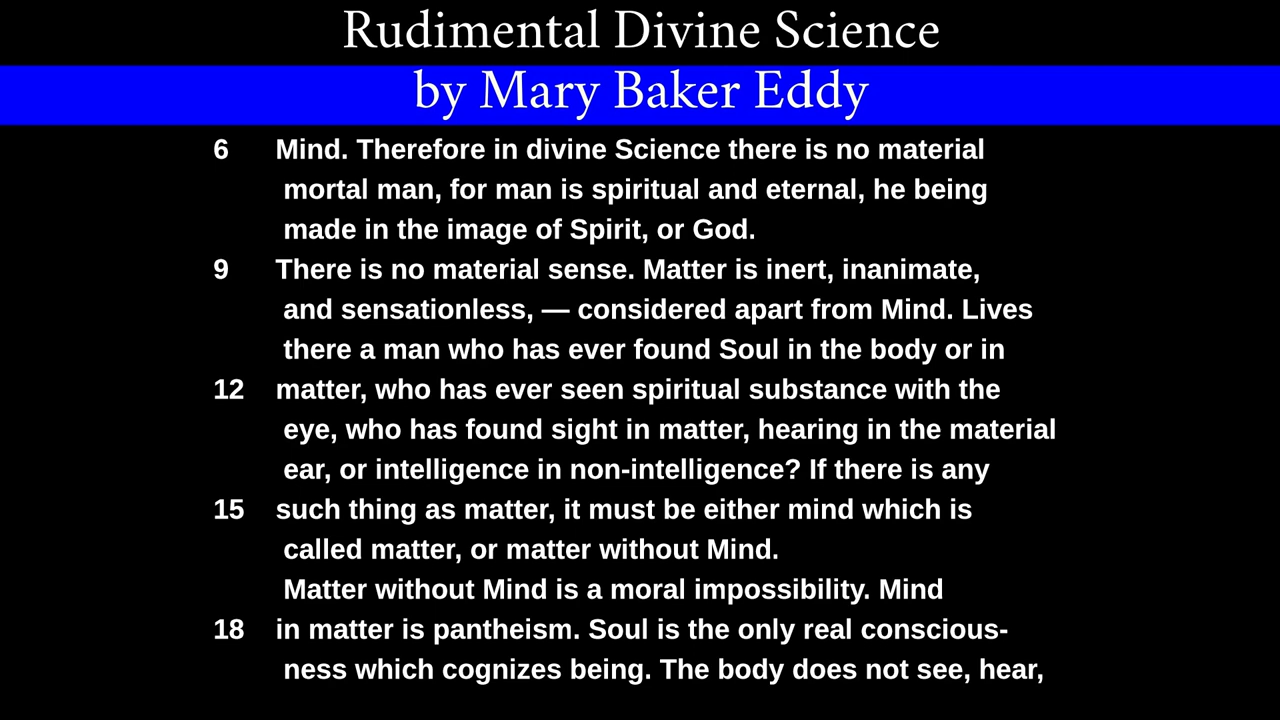 Rudimental Divine Science
by Mary Baker Eddy
6 Mind. Therefore in divine Science there is no material
mortal man, for man is spiritual and eternal, he being
made in the image of Spirit, or God.
9 There is no material sense. Matter is inert, inanimate,
and sensationless, — considered apart from Mind. Lives
there a man who has ever found Soul in the body or in
12 matter, who has ever seen spiritual substance with the
eye, who has found sight in matter, hearing in the material
ear, or intelligence in non-intelligence? If there is any
15 such thing as matter, it must be either mind which is
called matter, or matter without Mind.
Matter without Mind is a moral impossibility. Mind
18 in matter is pantheism. Soul is the only real conscious-
ness which cognizes being. The body does not see, hear,